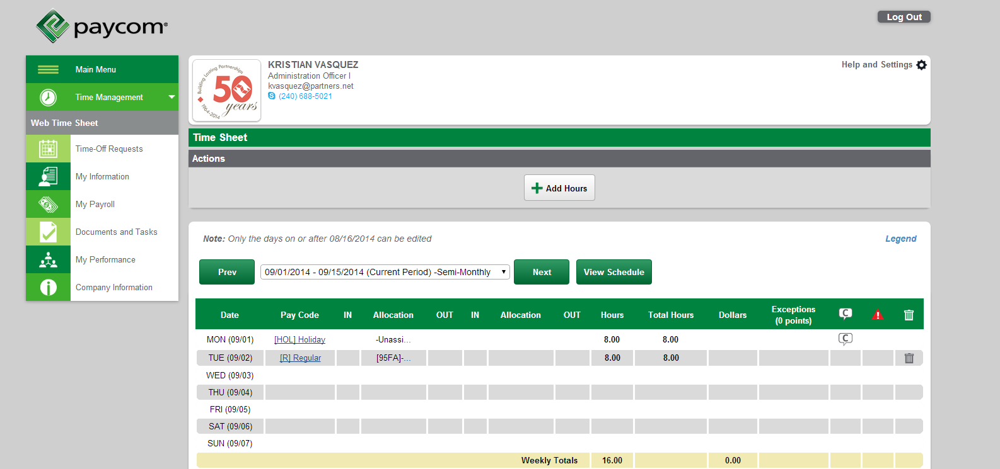 paycom®
Log Out
Main Menu
Time Management
Web Time Sheet
Time-Off Requests
My Information
My Payroll
Documents and Tasks
My Performance
Company Information
Building Lasting Partnerships
50
years
1964-2014
KRISTIAN VASQUEZ
Administration Officer I
kvasquez@partners.net
(240) 688-5021
Help and Settings
Time Sheet
Actions
Add Hours
Note: Only the days on or after 08/16/2014 can be edited
Legend
Prev 09/01/2014 - 09/15/2014 (Current Period) -Semi-Monthly Next View Schedule
Date Pay Code IN Allocation OUT IN Allocation OUT Hours Total Hours Dollars Exceptions (0 points) C
MON (09/01) [HOL] Holiday -Unassi... 8.00 8.00 C
TUE (09/02) [R] Regular [95FA]-... 8.00 8.00
WED (09/03)
THU (09/04)
FRI (09/05)
SAT (09/06)
SUN (09/07)
Weekly Totals 16.00 0.00